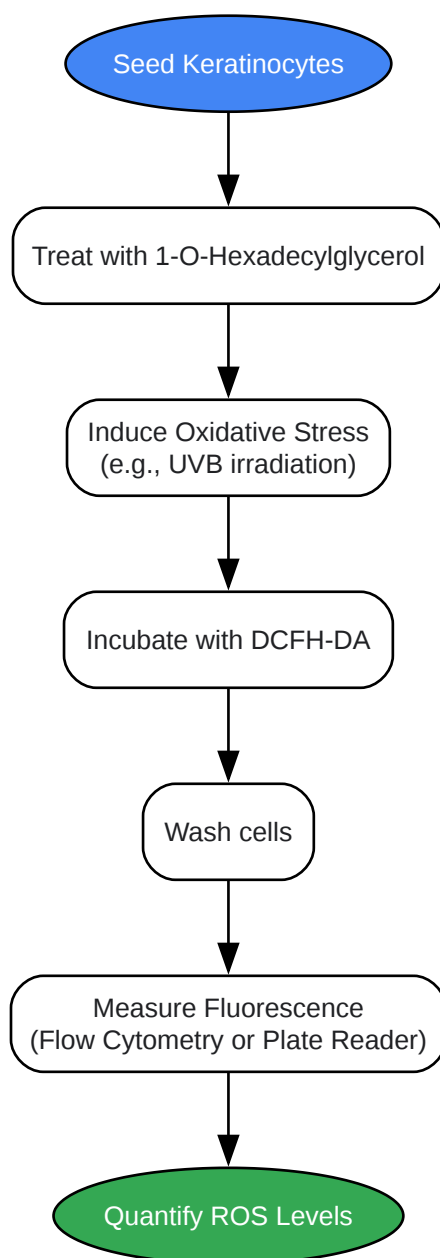 Seed Keratinocytes
Treat with 1-O-Hexadecylglycerol
Induce Oxidative Stress
(e.g., UVB irradiation)
Incubate with DCFH-DA
Wash cells
Measure Fluorescence
(Flow Cytometry or Plate Reader)
Quantify ROS Levels